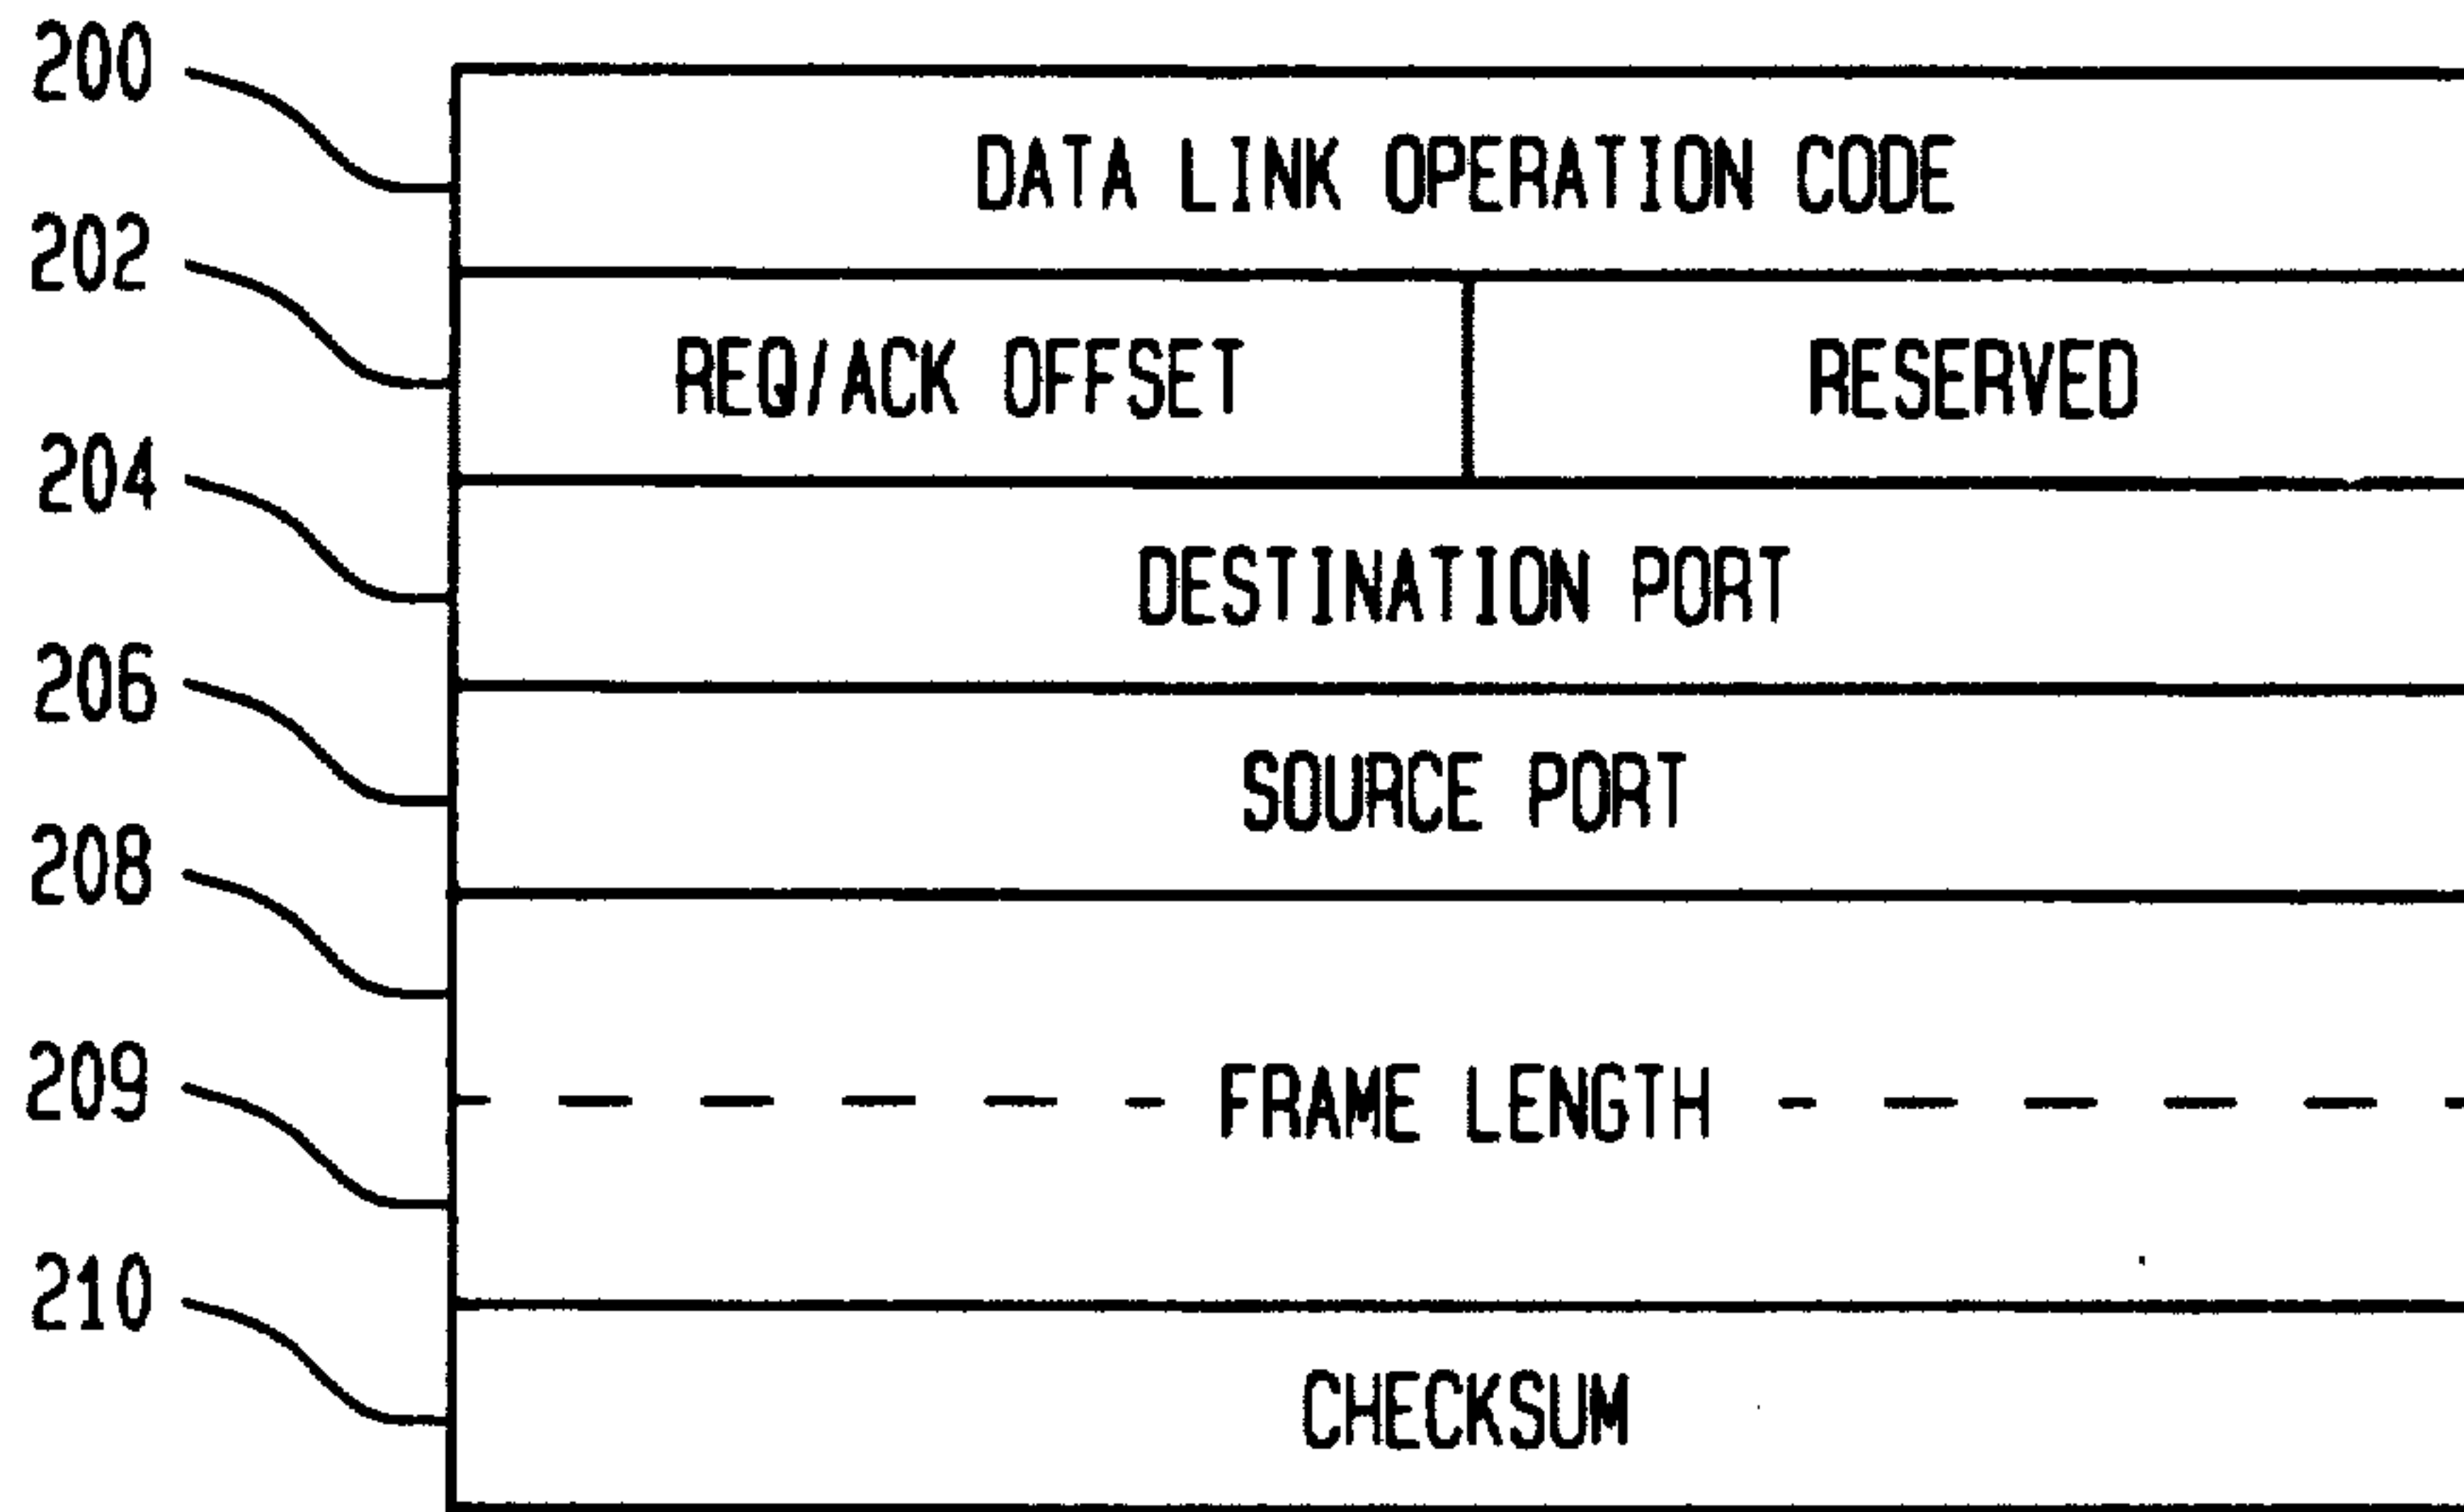 200
DATA LINK OPERATION CODE
202
REQ/ACK OFFSET
RESERVED
204
DESTINATION PORT
206
SOURCE PORT
208
FRAME LENGTH
209
210
CHECKSUM